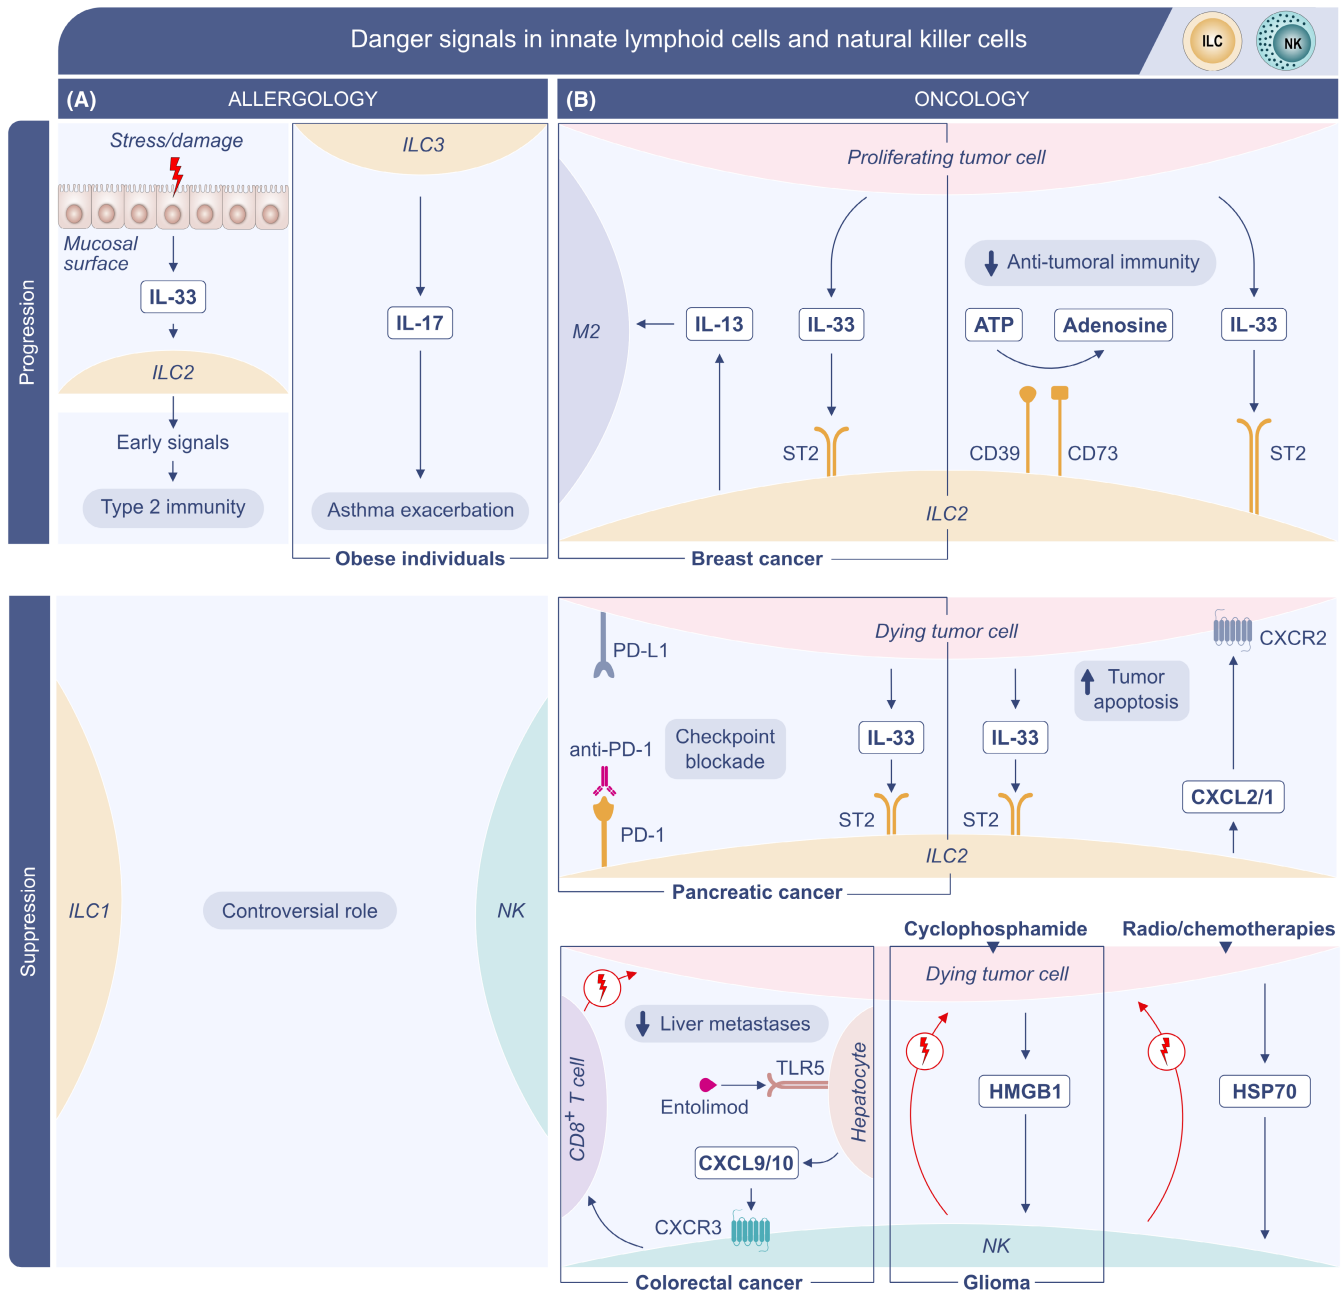 Danger signals in innate lymphoid cells and natural killer cells
ILC
NK
(A)
ALLERGOLOGY
(B)
ONCOLOGY
Progression
Stress/damage
Mucosal
surface
IL-33
ILC2
Early signals
Type 2 immunity
ILC3
IL-17
Asthma exacerbation
Obese individuals
Proliferating tumor cell
M2
IL-13
IL-33
ST2
Anti-tumoral immunity
ATP
Adenosine
IL-33
CD39
CD73
ST2
ILC2
Breast cancer
Suppression
ILC1
Controversial role
NK
Dying tumor cell
PD-L1
anti-PD-1
Checkpoint
blockade
PD-1
IL-33
IL-33
ST2
ST2
Tumor
apoptosis
CXCR2
CXCL2/1
ILC2
Pancreatic cancer
Cyclophosphamide
Radio/chemotherapies
Dying tumor cell
Liver metastases
CD8+ T cell
TLR5
Entolimod
Hepatocyte
CXCL9/10
CXCR3
HMGB1
HSP70
NK
Colorectal cancer
Glioma